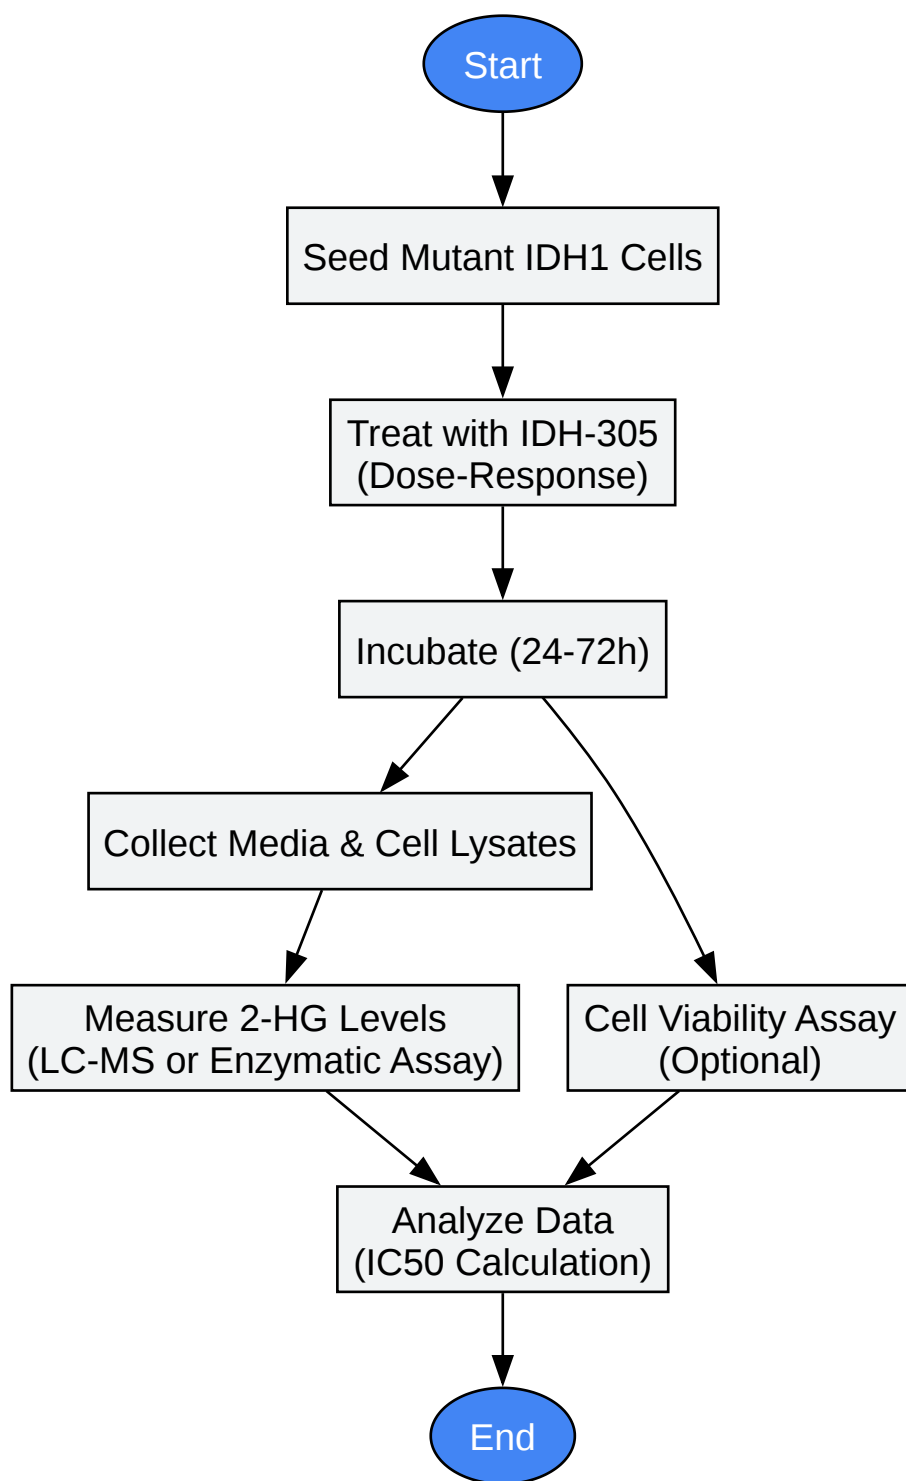 Start
Seed Mutant IDH1 Cells
Treat with IDH-305
(Dose-Response)
Incubate (24-72h)
Collect Media & Cell Lysates
Measure 2-HG Levels
(LC-MS or Enzymatic Assay)
Cell Viability Assay
(Optional)
Analyze Data
(IC50 Calculation)
End